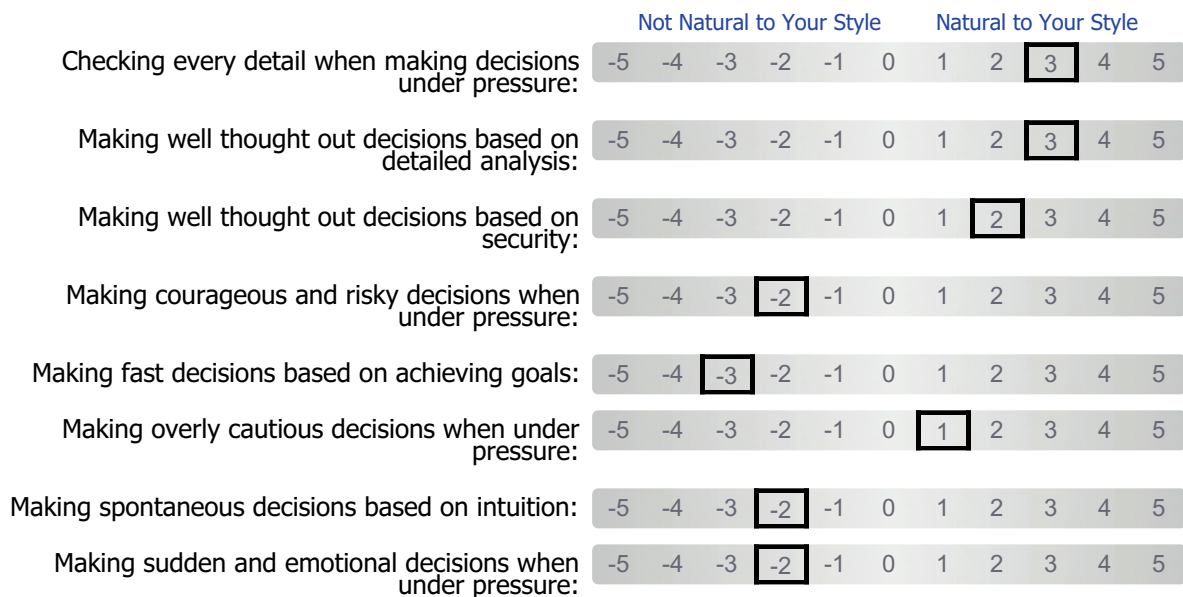 Not Natural to Your Style Natural to Your Style
Checking every detail when making decisions -5 -4 -3 -2 -1 0 1 2 3 4 5
under pressure:
Making well thought out decisions based on -5 -4 -3 -2 -1 0 1 2 3 4 5
detailed analysis:
Making well thought out decisions based on -5 -4 -3 -2 -1 0 1 2 3 4 5
security:
Making courageous and risky decisions when -5 -4 -3 -2 -1 0 1 2 3 4 5
under pressure:
Making fast decisions based on achieving goals: -5 -4 -3 -2 -1 0 1 2 3 4 5
Making overly cautious decisions when under -5 -4 -3 -2 -1 0 1 2 3 4 5
pressure:
Making spontaneous decisions based on intuition: -5 -4 -3 -2 -1 0 1 2 3 4 5
Making sudden and emotional decisions when -5 -4 -3 -2 -1 0 1 2 3 4 5
under pressure: